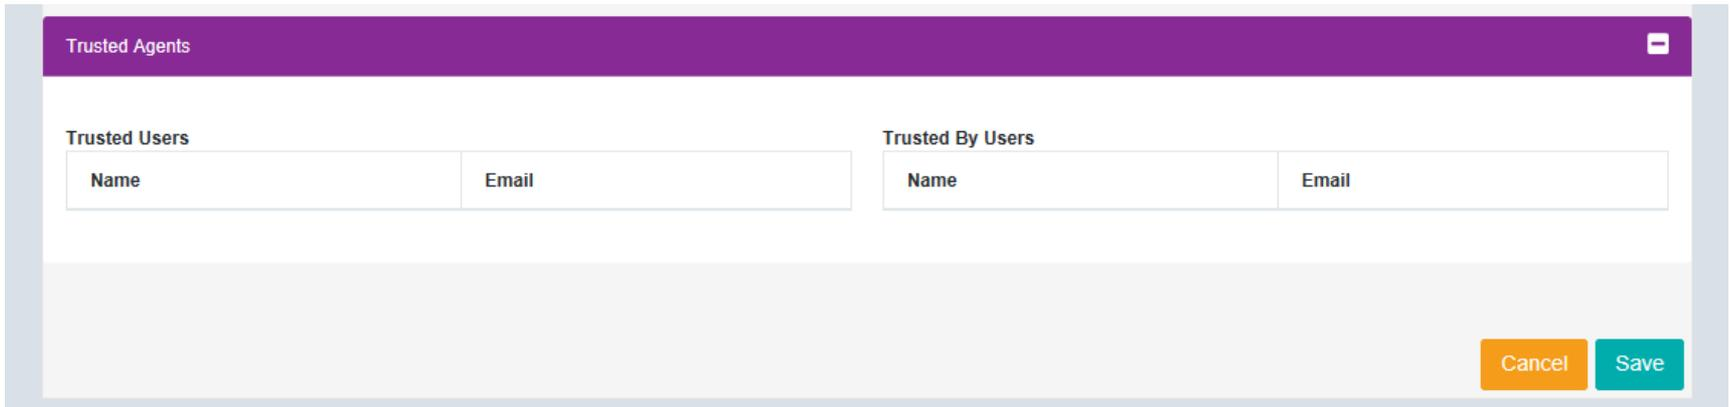 Trusted Agents
Trusted Users
Name Email
Trusted By Users
Name Email
Cancel Save